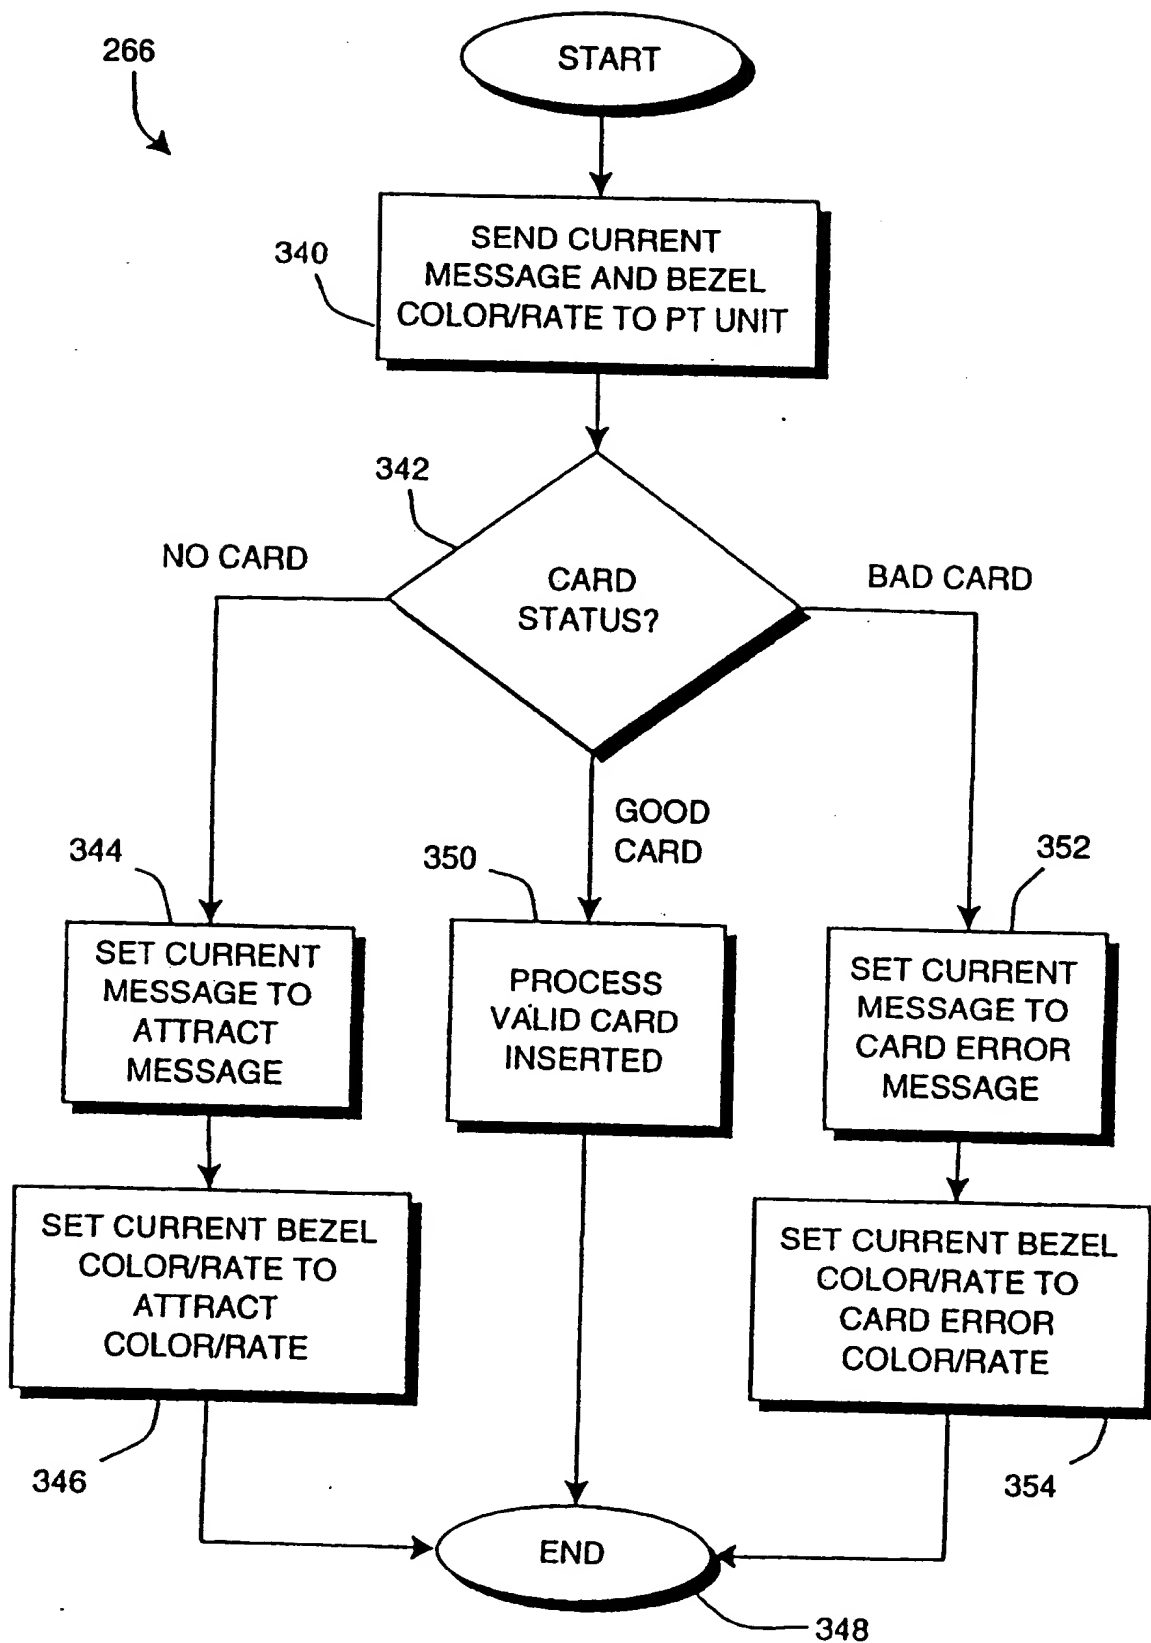 266
START
340
SEND CURRENT
MESSAGE AND BEZEL
COLOR/RATE TO PT UNIT
342
NO CARD
CARD
STATUS?
BAD CARD
GOOD
CARD
344
SET CURRENT
MESSAGE TO
ATTRACT
MESSAGE
350
PROCESS
VALID CARD
INSERTED
352
SET CURRENT
MESSAGE TO
CARD ERROR
MESSAGE
SET CURRENT BEZEL
COLOR/RATE TO
ATTRACT
COLOR/RATE
346
SET CURRENT BEZEL
COLOR/RATE TO
CARD ERROR
COLOR/RATE
354
END
348